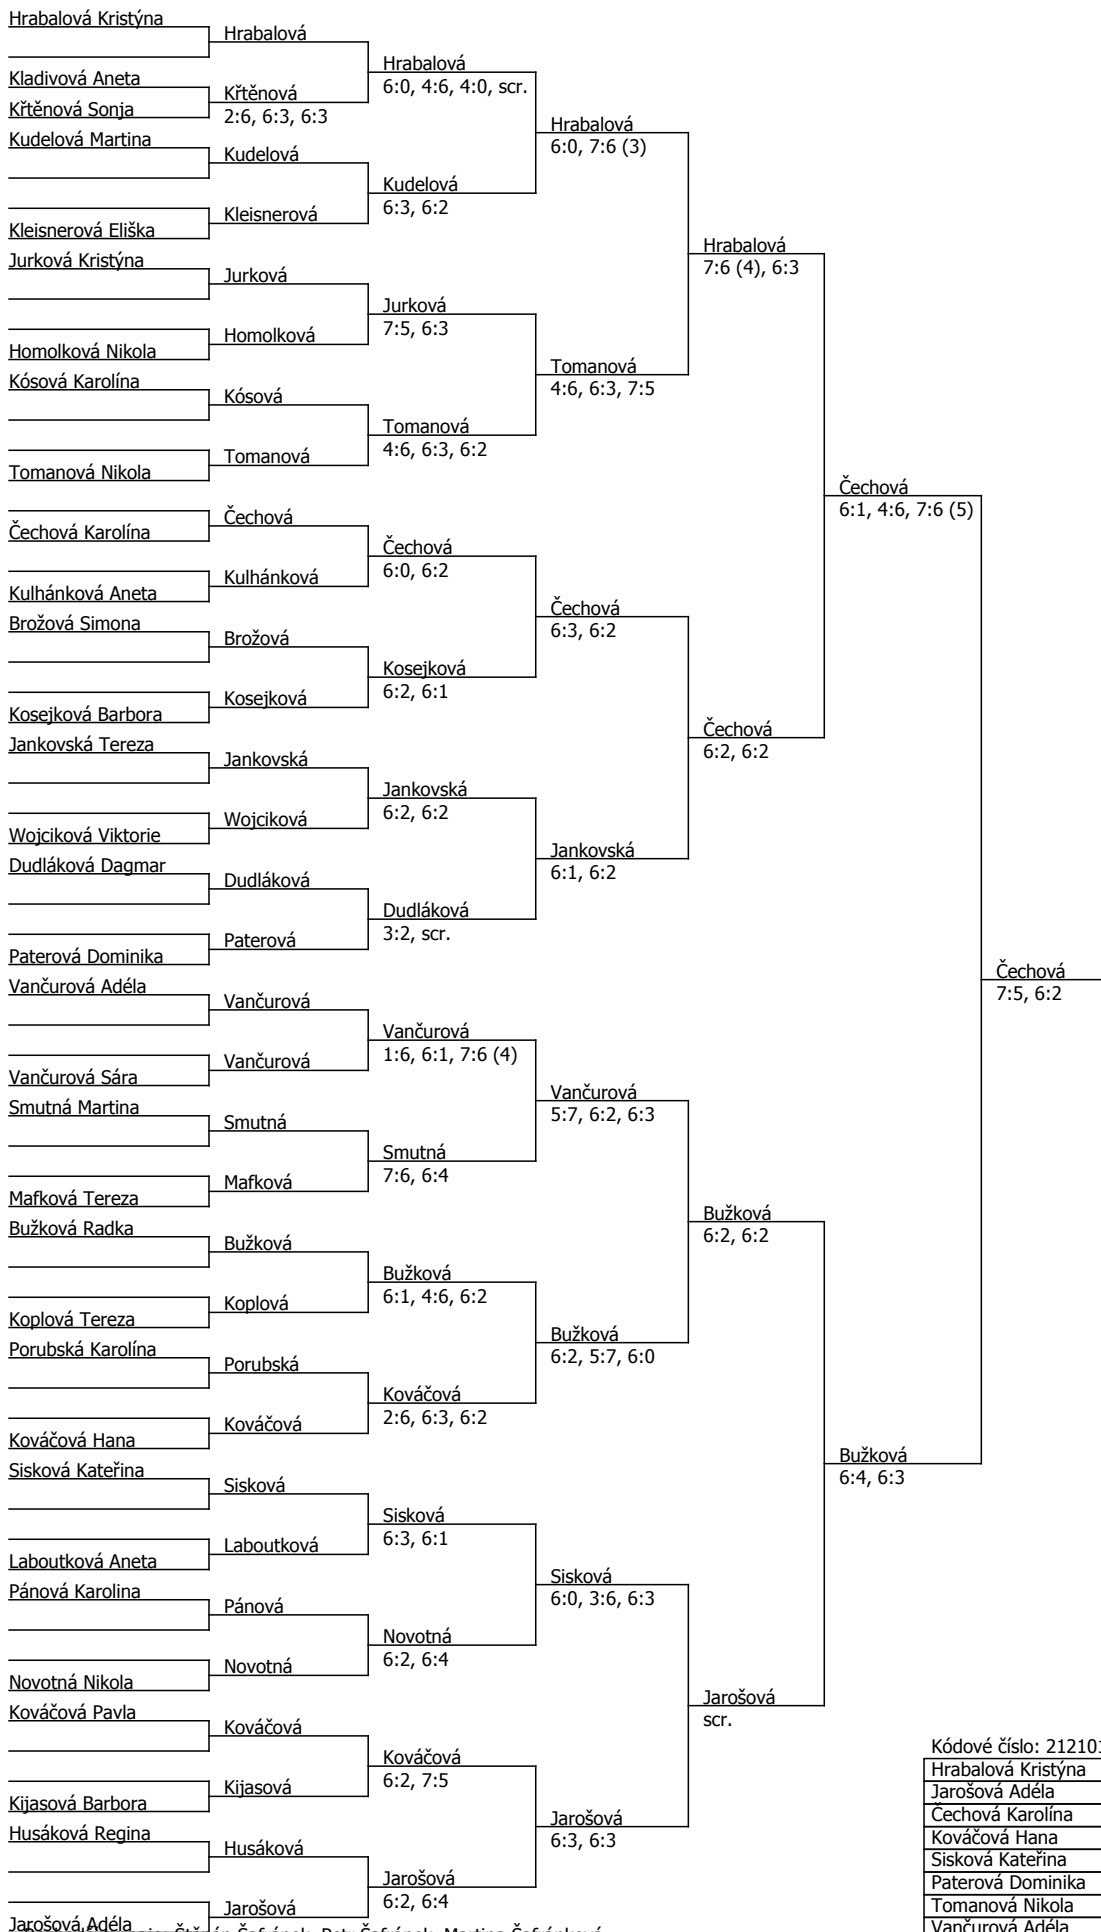 Hrabalová Kristýna
Kladivová Aneta
Křtěnová Sonja
Kudelová Martina
Kleisnerová Eliška
Jurková Kristýna
Homolková Nikola
Kósová Karolína
Tomanová Nikola
Čechová Karolína
Kulhánková Aneta
Brožová Simona
Kosejková Barbora
Jankovská Tereza
Wojciková Viktorie
Dudláková Dagmar
Paterová Dominika
Vančurová Adéla
Vančurová Sára
Smutná Martina
Mafková Tereza
Bužková Radka
Koplová Tereza
Porubská Karolína
Kováčová Hana
Sisková Kateřina
Laboutková Aneta
Pánová Karolina
Novotná Nikola
Kováčová Pavla
Kijasová Barbora
Husáková Regina
Jarošová Adéla
Hrabalová
Křtěnová
2:6, 6:3, 6:3
Kudelová
Kleisnerová
Jurková
Homolková
Kósová
Tomanová
Čechová
Kulhánková
Brožová
Kosejková
Jankovská
Wojciková
Dudláková
Paterová
Vančurová
Vančurová
Smutná
Mafková
Bužková
Koplová
Porubská
Kováčová
Sisková
Laboutková
Pánová
Novotná
Kováčová
Kijasová
Husáková
Jarošová
Hrabalová
6:0, 4:6, 4:0, scr.
Kudelová
6:3, 6:2
Jurková
7:5, 6:3
Tomanová
4:6, 6:3, 6:2
Čechová
6:0, 6:2
Kosejková
6:2, 6:1
Jankovská
6:2, 6:2
Dudláková
3:2, scr.
Vančurová
1:6, 6:1, 7:6 (4)
Smutná
7:6, 6:4
Bužková
6:1, 4:6, 6:2
Kováčová
2:6, 6:3, 6:2
Sisková
6:3, 6:1
Novotná
6:2, 6:4
Kováčová
6:2, 7:5
Jarošová
6:2, 6:4
Hrabalová
6:0, 7:6 (3)
Tomanová
4:6, 6:3, 7:5
Čechová
6:3, 6:2
Jankovská
6:1, 6:2
Vančurová
5:7, 6:2, 6:3
Bužková
6:2, 5:7, 6:0
Sisková
6:0, 3:6, 6:3
Jarošová
6:3, 6:3
Hrabalová
7:6 (4), 6:3
Čechová
6:2, 6:2
Bužková
6:2, 6:2
Jarošová
scr.
Čechová
6:1, 4:6, 7:6 (5)
Bužková
6:4, 6:3
Čechová
7:5, 6:2
Kódové číslo: 212101
Hrabalová Kristýna
Jarošová Adéla
Čechová Karolína
Kováčová Hana
Sisková Kateřina
Paterová Dominika
Tomanová Nikola
Vančurová Adéla
Štěpán Šafránek, Petr Šafránek, Martina Šafránková